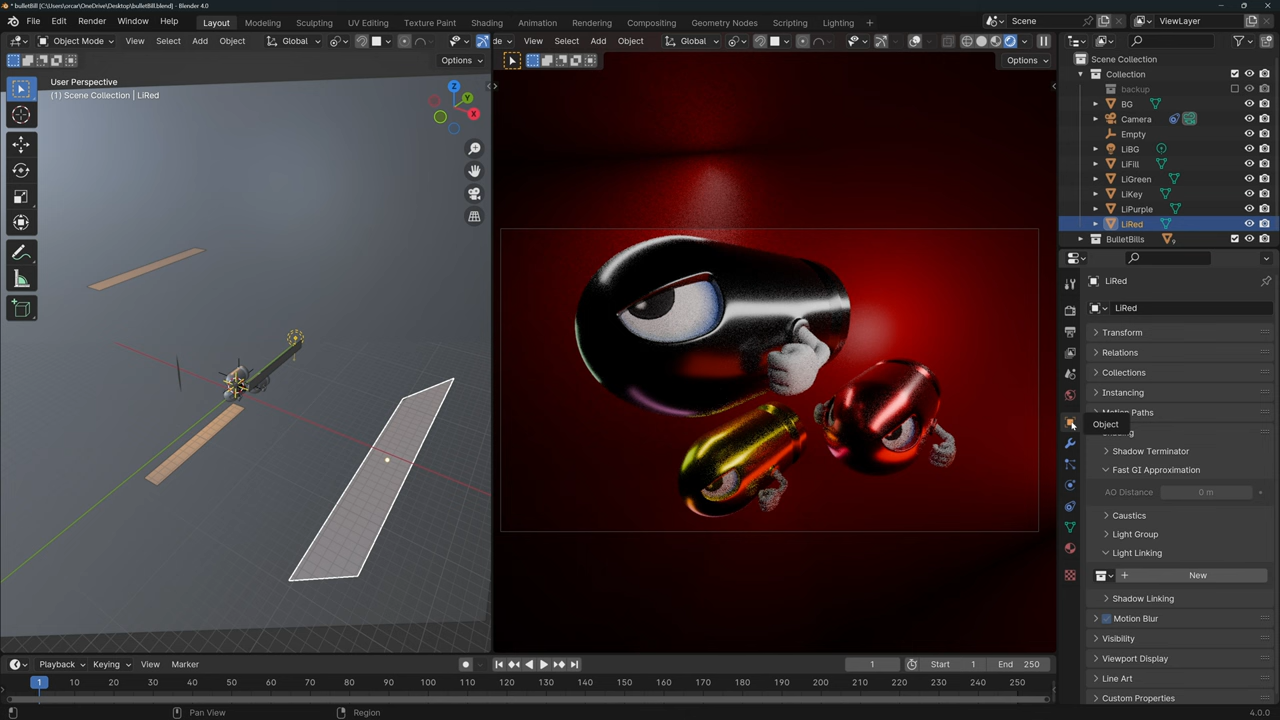 * bulletBill [C:\Users\orcar\OneDrive\Desktop\bulletBill.blend] - Blender 4.0
File Edit Render Window Help
Layout Modeling Sculpting UV Editing Texture Paint Shading Animation Rendering Compositing Geometry Nodes Scripting Lighting +
Scene ViewLayer
Object Mode View Select Add Object Global
de View Select Add Object Global
Options
Options
User Perspective
(1) Scene Collection | LiRed
Z
Y
X
Scene Collection
Collection
backup
BG
Camera
Empty
LiBG
LiFill
LiGreen
LiKey
LiPurple
LiRed
BulletBills 9
LiRed
LiRed
Transform
Relations
Collections
Instancing
Motion Paths
Object
Shadow Terminator
Fast GI Approximation
AO Distance 0 m
Caustics
Light Group
Light Linking
New
Shadow Linking
Motion Blur
Visibility
Viewport Display
Line Art
Custom Properties
Playback Keying View Marker
1 Start 1 End 250
1 10 20 30 40 50 60 70 80 90 100 110 120 130 140 150 160 170 180 190 200 210 220 230 240 250
Pan View Region 4.0.0